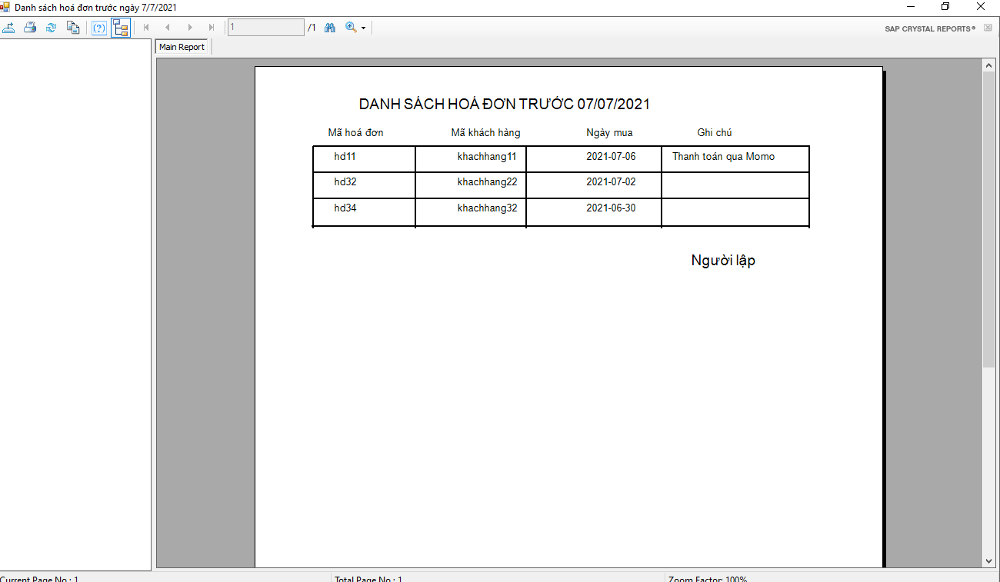 Danh sách hoá đơn trước ngày 7/7/2021
1 /1
SAP CRYSTAL REPORTS®
Main Report
DANH SÁCH HOÁ ĐƠN TRƯỚC 07/07/2021
Mã hoá đơn Mã khách hàng Ngày mua Ghi chú
hd11 khachhang11 2021-07-06 Thanh toán qua Momo
hd32 khachhang22 2021-07-02
hd34 khachhang32 2021-06-30
Người lập
Current Page No.: 1 Total Page No.: 1 Zoom Factor: 100%